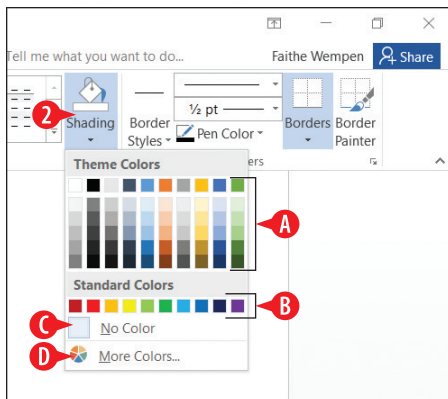 Tell me what you want to do...
Faithe Wempen
Share
2
Shading
Border Styles
½ pt
Pen Color
Borders
Border Painter
ers
Theme Colors
A
Standard Colors
B
C
No Color
D
More Colors...